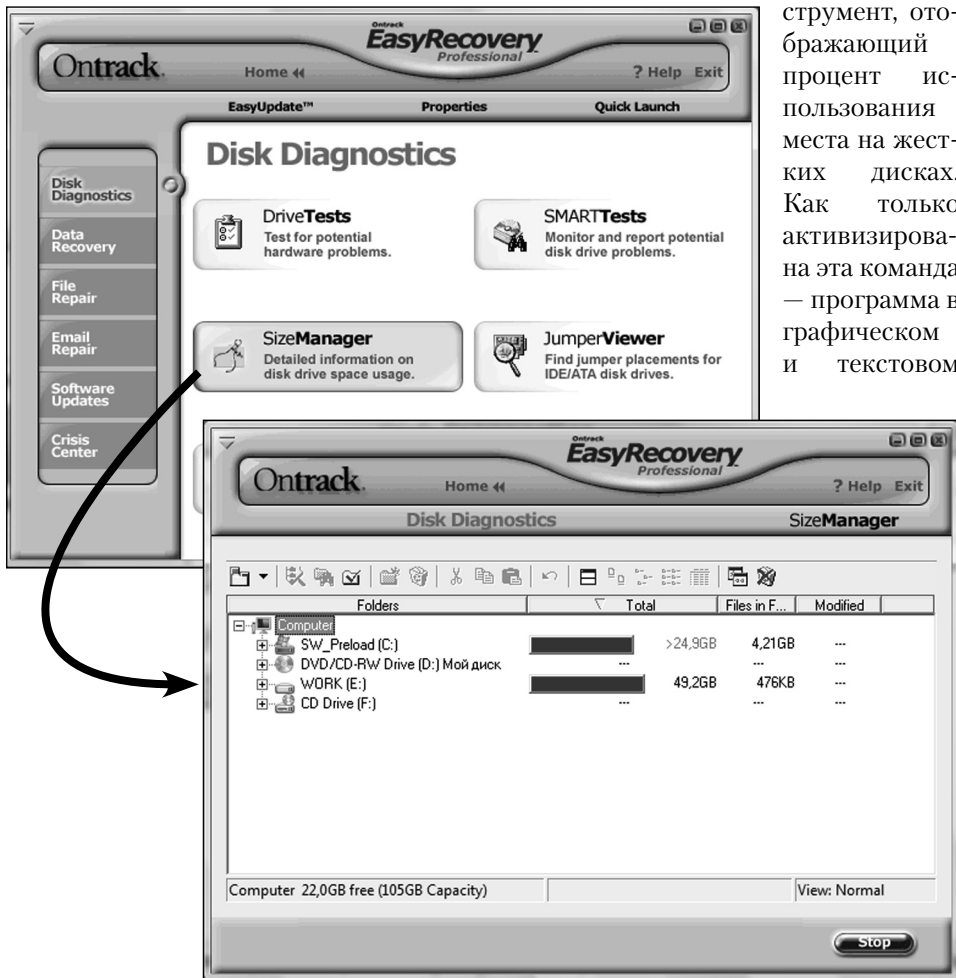 струмент, ото-
бражающий
процент ис-
пользования
места на жест-
ких дисках.
Как только
активизирова-
на эта команда
— программа в
графическом
и текстовом
Ontrack
EasyRecovery
Professional
Ontrack.
Home
? Help Exit
EasyUpdate™ Properties Quick Launch
Disk Diagnostics
Disk
Diagnostics
Data
Recovery
File
Repair
Email
Repair
Software
Updates
Crisis
Center
DriveTests
Test for potential
hardware problems.
SMARTTests
Monitor and report potential
disk drive problems.
SizeManager
Detailed information on
disk drive space usage.
JumperViewer
Find jumper placements for
IDE/ATA disk drives.
Ontrack
EasyRecovery
Professional
Ontrack.
Home
? Help Exit
Disk Diagnostics SizeManager
Folders Total Files in F... Modified
Computer
SW_Preload (C:) >24,9GB 4,21GB ---
DVD/CD-RW Drive (D:) Мой диск --- --- ---
WORK (E:) 49,2GB 476KB ---
CD Drive (F:) --- --- ---
Computer 22,0GB free (105GB Capacity) View: Normal
Stop